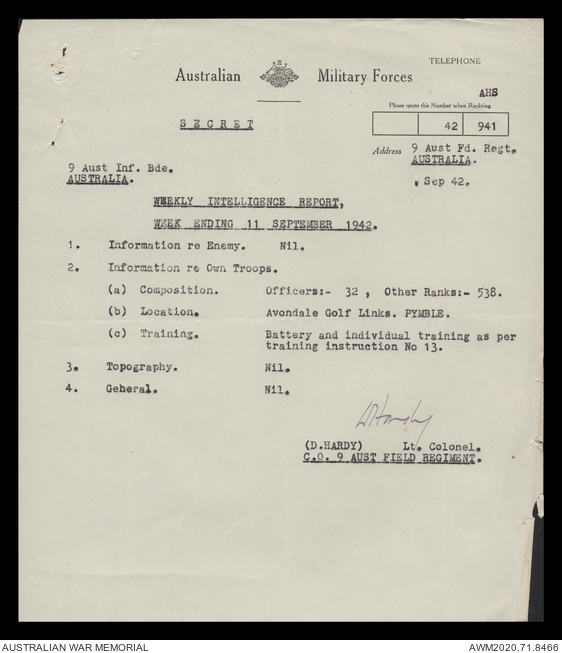 TELEPHONE
Australian Military Forces
AHS
Please quote this Number when Replying
42 941
SECRET
Address 9 Aust Fd. Regt.
AUSTRALIA.
9 Aust Inf. Bde.
AUSTRALIA.
Sep 42.
WEEKLY INTELLIGENCE REPORT,
WEEK ENDING 11 SEPTEMBER 1942.
1. Information re Enemy. Nil.
2. Information re Own Troops.
(a) Composition. Officers:- 32 , Other Ranks:- 538.
(b) Location. Avondale Golf Links. PYMBLE.
(c) Training. Battery and individual training as per
training instruction No 13.
3. Topography. Nil.
4. General. Nil.
D Hardy
(D.HARDY) Lt. Colonel.
C.O. 9 AUST FIELD REGIMENT.
AUSTRALIAN WAR MEMORIAL
AWM2020.71.8466